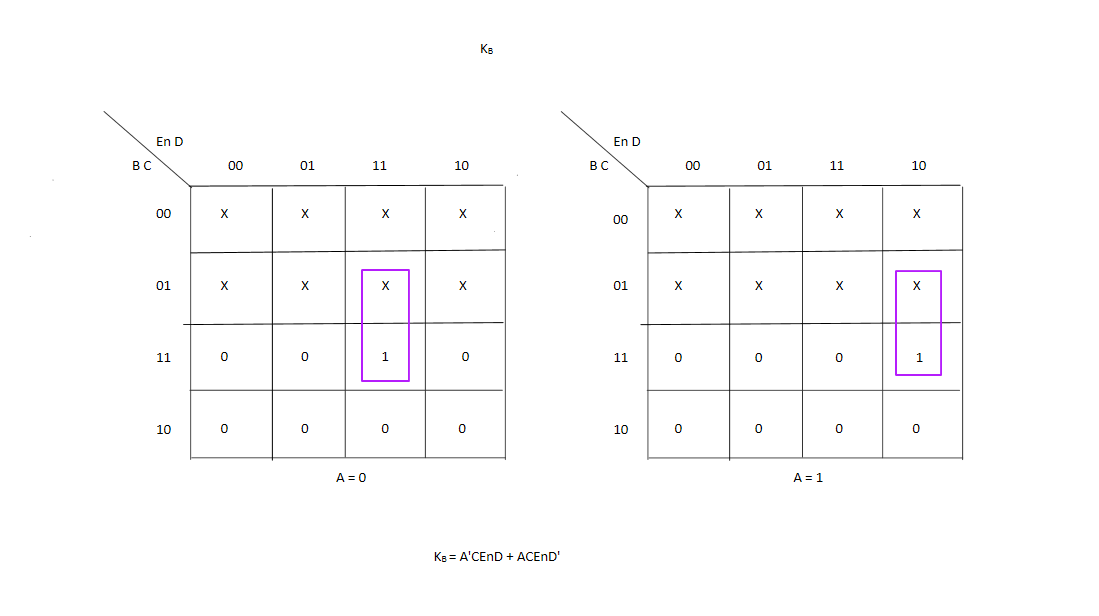 K_B
En D En D
B C 00 01 11 10 B C 00 01 11 10
00 X X X X 00 X X X X
01 X X X X 01 X X X X
11 0 0 1 0 11 0 0 0 1
10 0 0 0 0 10 0 0 0 0
A = 0 A = 1
K_B = A'CEnD + ACEnD'